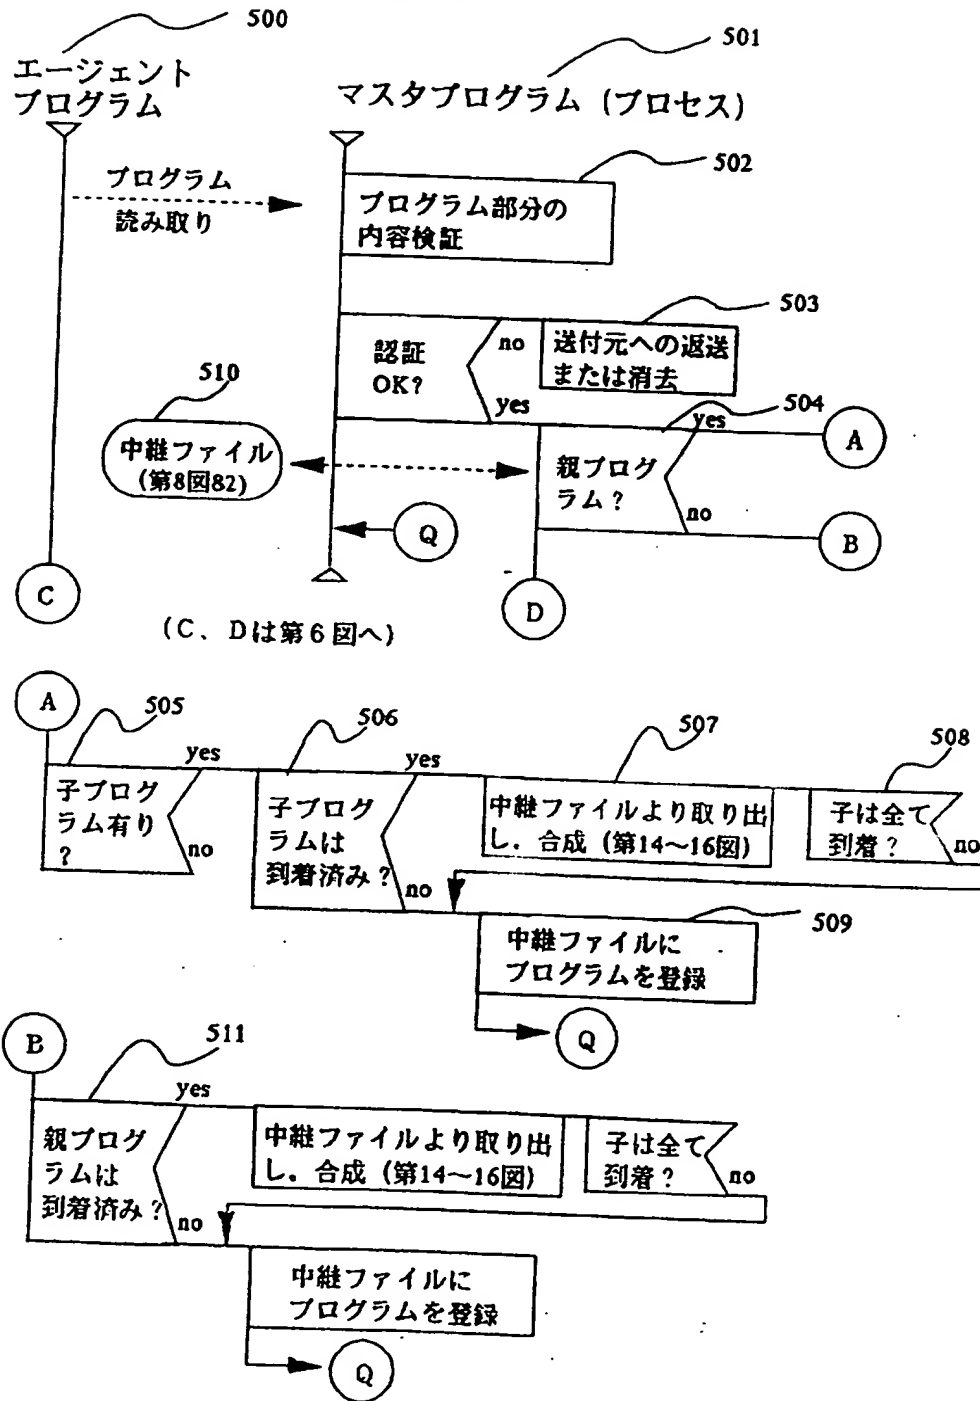 500
エージェント
プログラム
501
マスタプログラム (プロセス)
プログラム
読み取り
502
プログラム部分の
内容検証
503
認証
OK?
no
yes
送付元への返送
または消去
504
510
中継ファイル
(第8図82)
親プログ
ラム?
yes
no
A
B
Q
C
D
(C、Dは第6図へ)
A
505
子プログ
ラム有り
?
yes
no
506
子プログ
ラムは
到着済み?
yes
no
507
中継ファイルより取り出
し. 合成 (第14〜16図)
508
子は全て
到着?
no
509
中継ファイルに
プログラムを登録
Q
B
511
親プログ
ラムは
到着済み?
yes
no
中継ファイルより取り出
し. 合成 (第14〜16図)
子は全て
到着?
no
中継ファイルに
プログラムを登録
Q